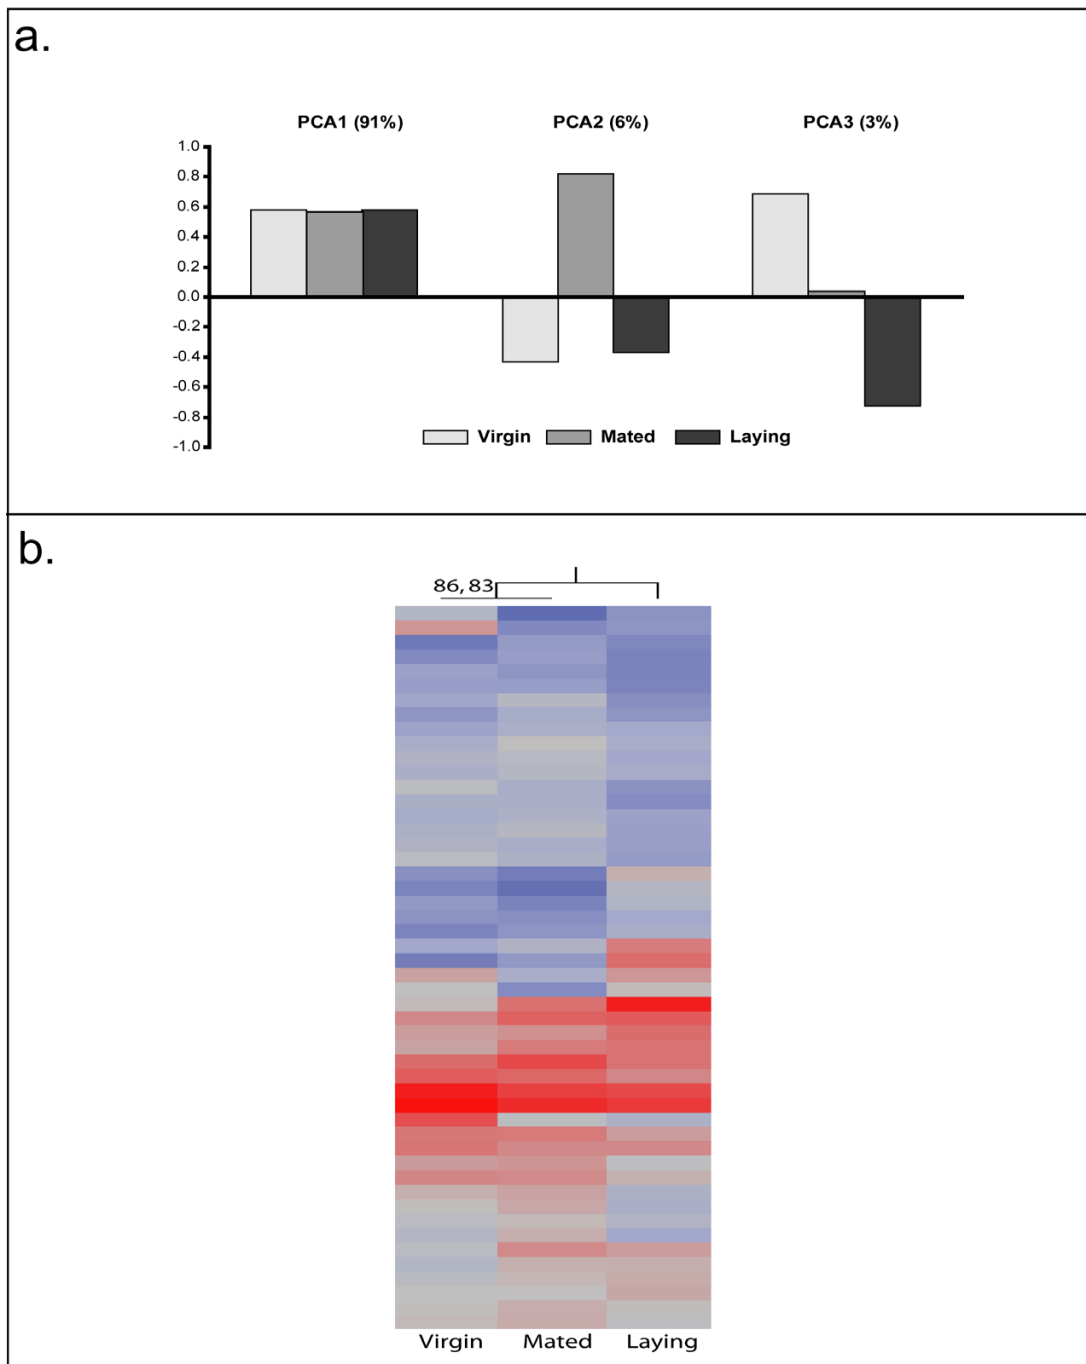 a.
PCA1 (91%) PCA2 (6%) PCA3 (3%)
1.0
0.8
0.6
0.4
0.2
0.0
-0.2
-0.4
-0.6
-0.8
-1.0
Virgin Mated Laying
b.
86, 83
Virgin Mated Laying